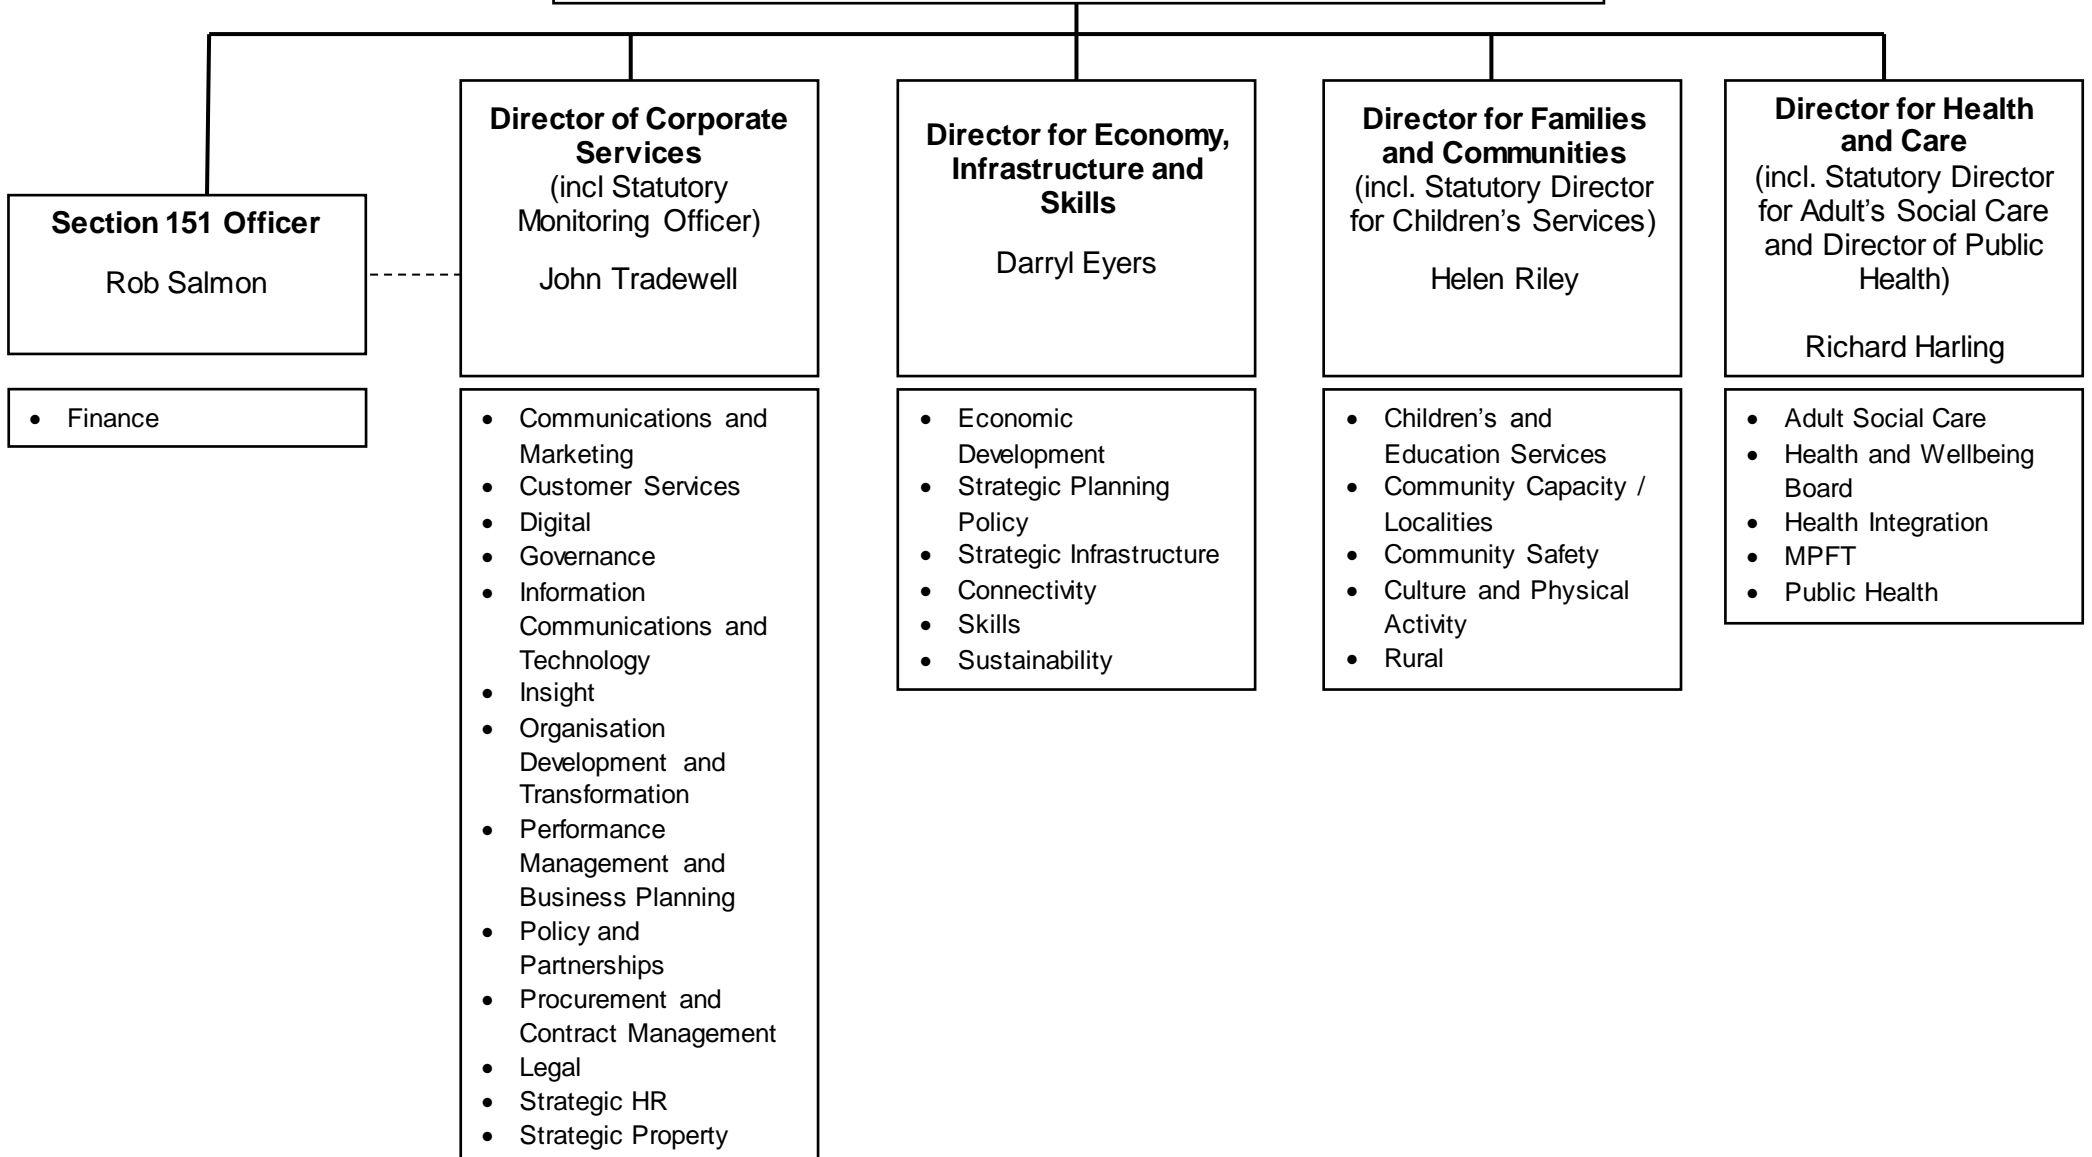 Section 151 Officer
Rob Salmon
• Finance
Director of Corporate
Services
(incl Statutory
Monitoring Officer)
John Tradewell
• Communications and
Marketing
• Customer Services
• Digital
• Governance
• Information
Communications and
Technology
• Insight
• Organisation
Development and
Transformation
• Performance
Management and
Business Planning
• Policy and
Partnerships
• Procurement and
Contract Management
• Legal
• Strategic HR
• Strategic Property
Director for Economy,
Infrastructure and
Skills
Darryl Eyers
• Economic
Development
• Strategic Planning
Policy
• Strategic Infrastructure
• Connectivity
• Skills
• Sustainability
Director for Families
and Communities
(incl. Statutory Director
for Children's Services)
Helen Riley
• Children's and
Education Services
• Community Capacity /
Localities
• Community Safety
• Culture and Physical
Activity
• Rural
Director for Health
and Care
(incl. Statutory Director
for Adult's Social Care
and Director of Public
Health)
Richard Harling
• Adult Social Care
• Health and Wellbeing
Board
• Health Integration
• MPFT
• Public Health